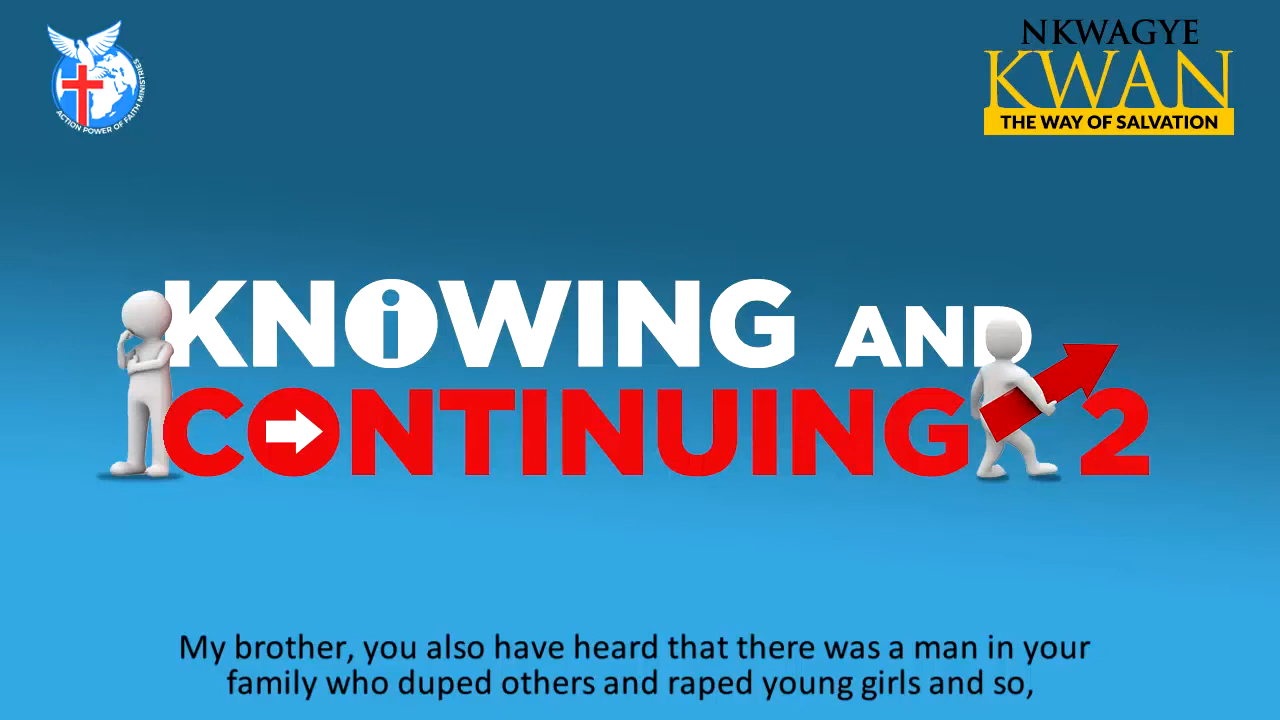 ACTION POWER OF FAITH MINISTRIES
NKWAGYE
KWAN
THE WAY OF SALVATION
KNiWING AND
CONTINUING 2
My brother, you also have heard that there was a man in your
family who duped others and raped young girls and so,